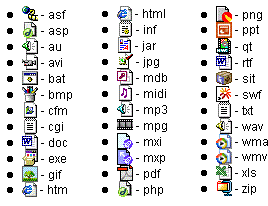 - asf
- asp
- au
- avi
- bat
- bmp
- cfm
- cgi
- doc
- exe
- gif
- htm
- html
- inf
- jar
- jpg
- mdb
- midi
- mp3
- mpg
- mxi
- mxp
- pdf
- php
- png
- ppt
- qt
- rtf
- sit
- swf
- txt
- wav
- wma
- wmv
- xls
- zip